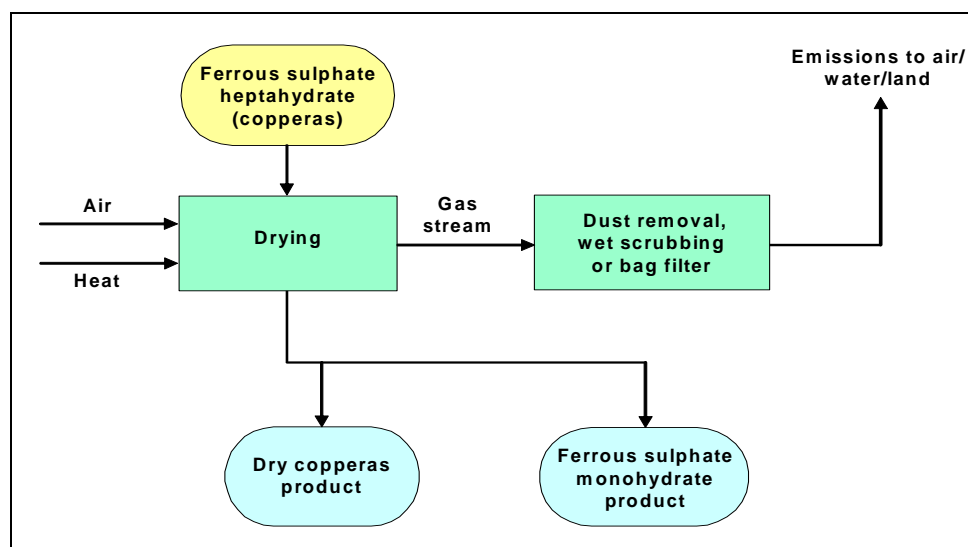 Ferrous sulphate
heptahydrate
(copperas)
Emissions to air/
water/land
Air
Heat
Drying
Gas
stream
Dust removal,
wet scrubbing
or bag filter
Dry copperas
product
Ferrous sulphate
monohydrate
product